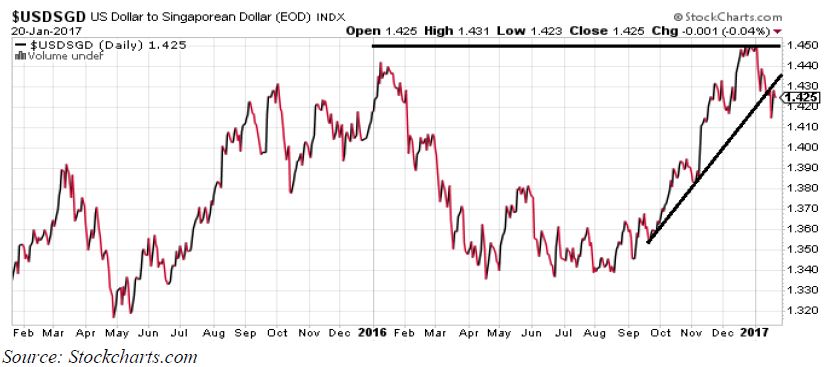 $USDSGD US Dollar to Singaporean Dollar (EOD) INDX © StockCharts.com
20-Jan-2017 Open 1.425 High 1.431 Low 1.423 Close 1.425 Chg -0.001 (-0.04%)
$USDSGD (Daily) 1.425
Volume undef
1.450
1.440
1.430
1.425
1.420
1.410
1.400
1.390
1.380
1.370
1.360
1.350
1.340
1.330
1.320
Feb Mar Apr May Jun Jul Aug Sep Oct Nov Dec 2016 Feb Mar Apr May Jun Jul Aug Sep Oct Nov Dec 2017
Source: Stockcharts.com